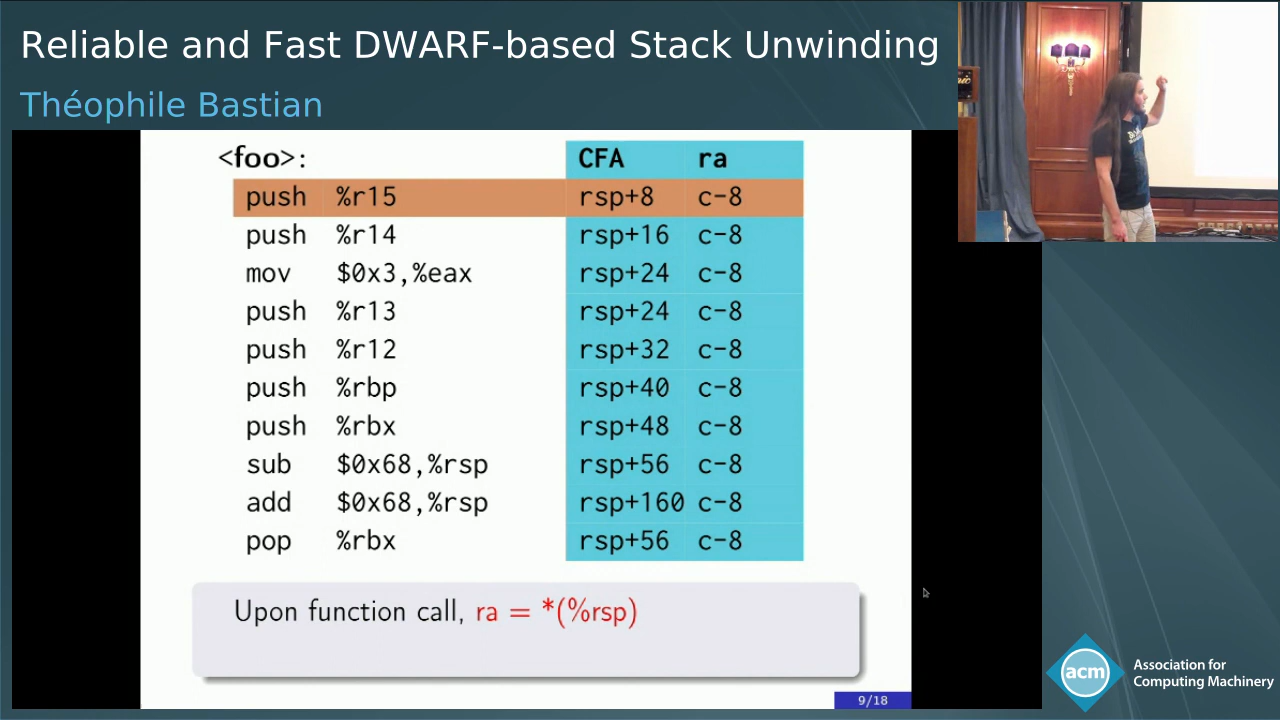 Reliable and Fast DWARF-based Stack Unwinding
Théophile Bastian
<foo>: CFA ra
push %r15 rsp+8 c-8
push %r14 rsp+16 c-8
mov $0x3,%eax rsp+24 c-8
push %r13 rsp+24 c-8
push %r12 rsp+32 c-8
push %rbp rsp+40 c-8
push %rbx rsp+48 c-8
sub $0x68,%rsp rsp+56 c-8
add $0x68,%rsp rsp+160 c-8
pop %rbx rsp+56 c-8
Upon function call, ra = *(%rsp)
9/18
acm
Association for
Computing Machinery